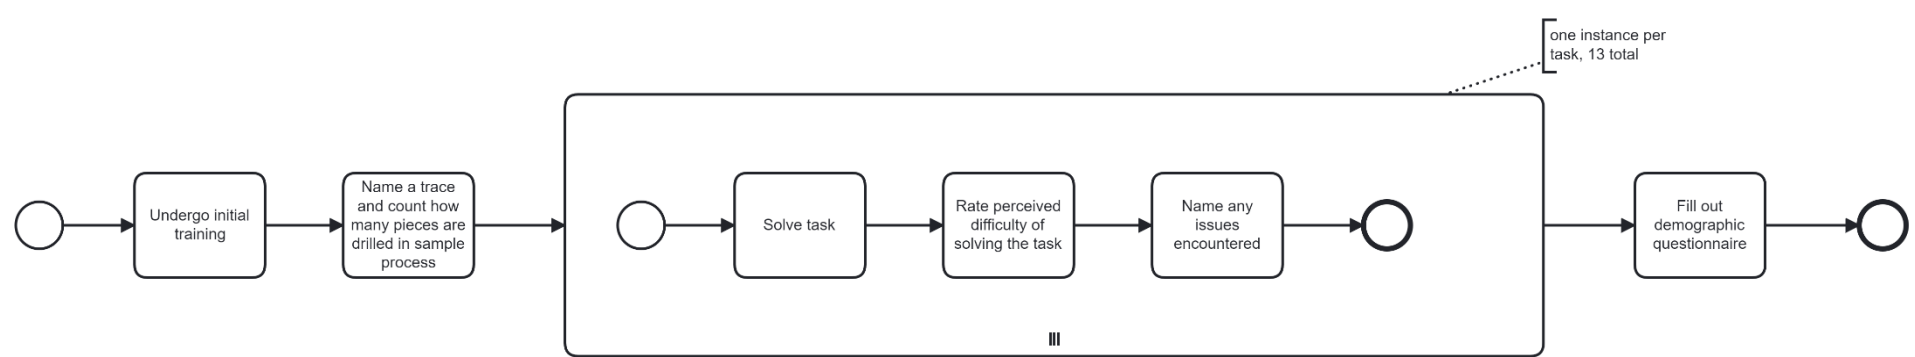 one instance per
task, 13 total
Undergo initial
training
Name a trace
and count how
many pieces are
drilled in sample
process
Solve task
Rate perceived
difficulty of
solving the task
Name any
issues
encountered
Fill out
demographic
questionnaire